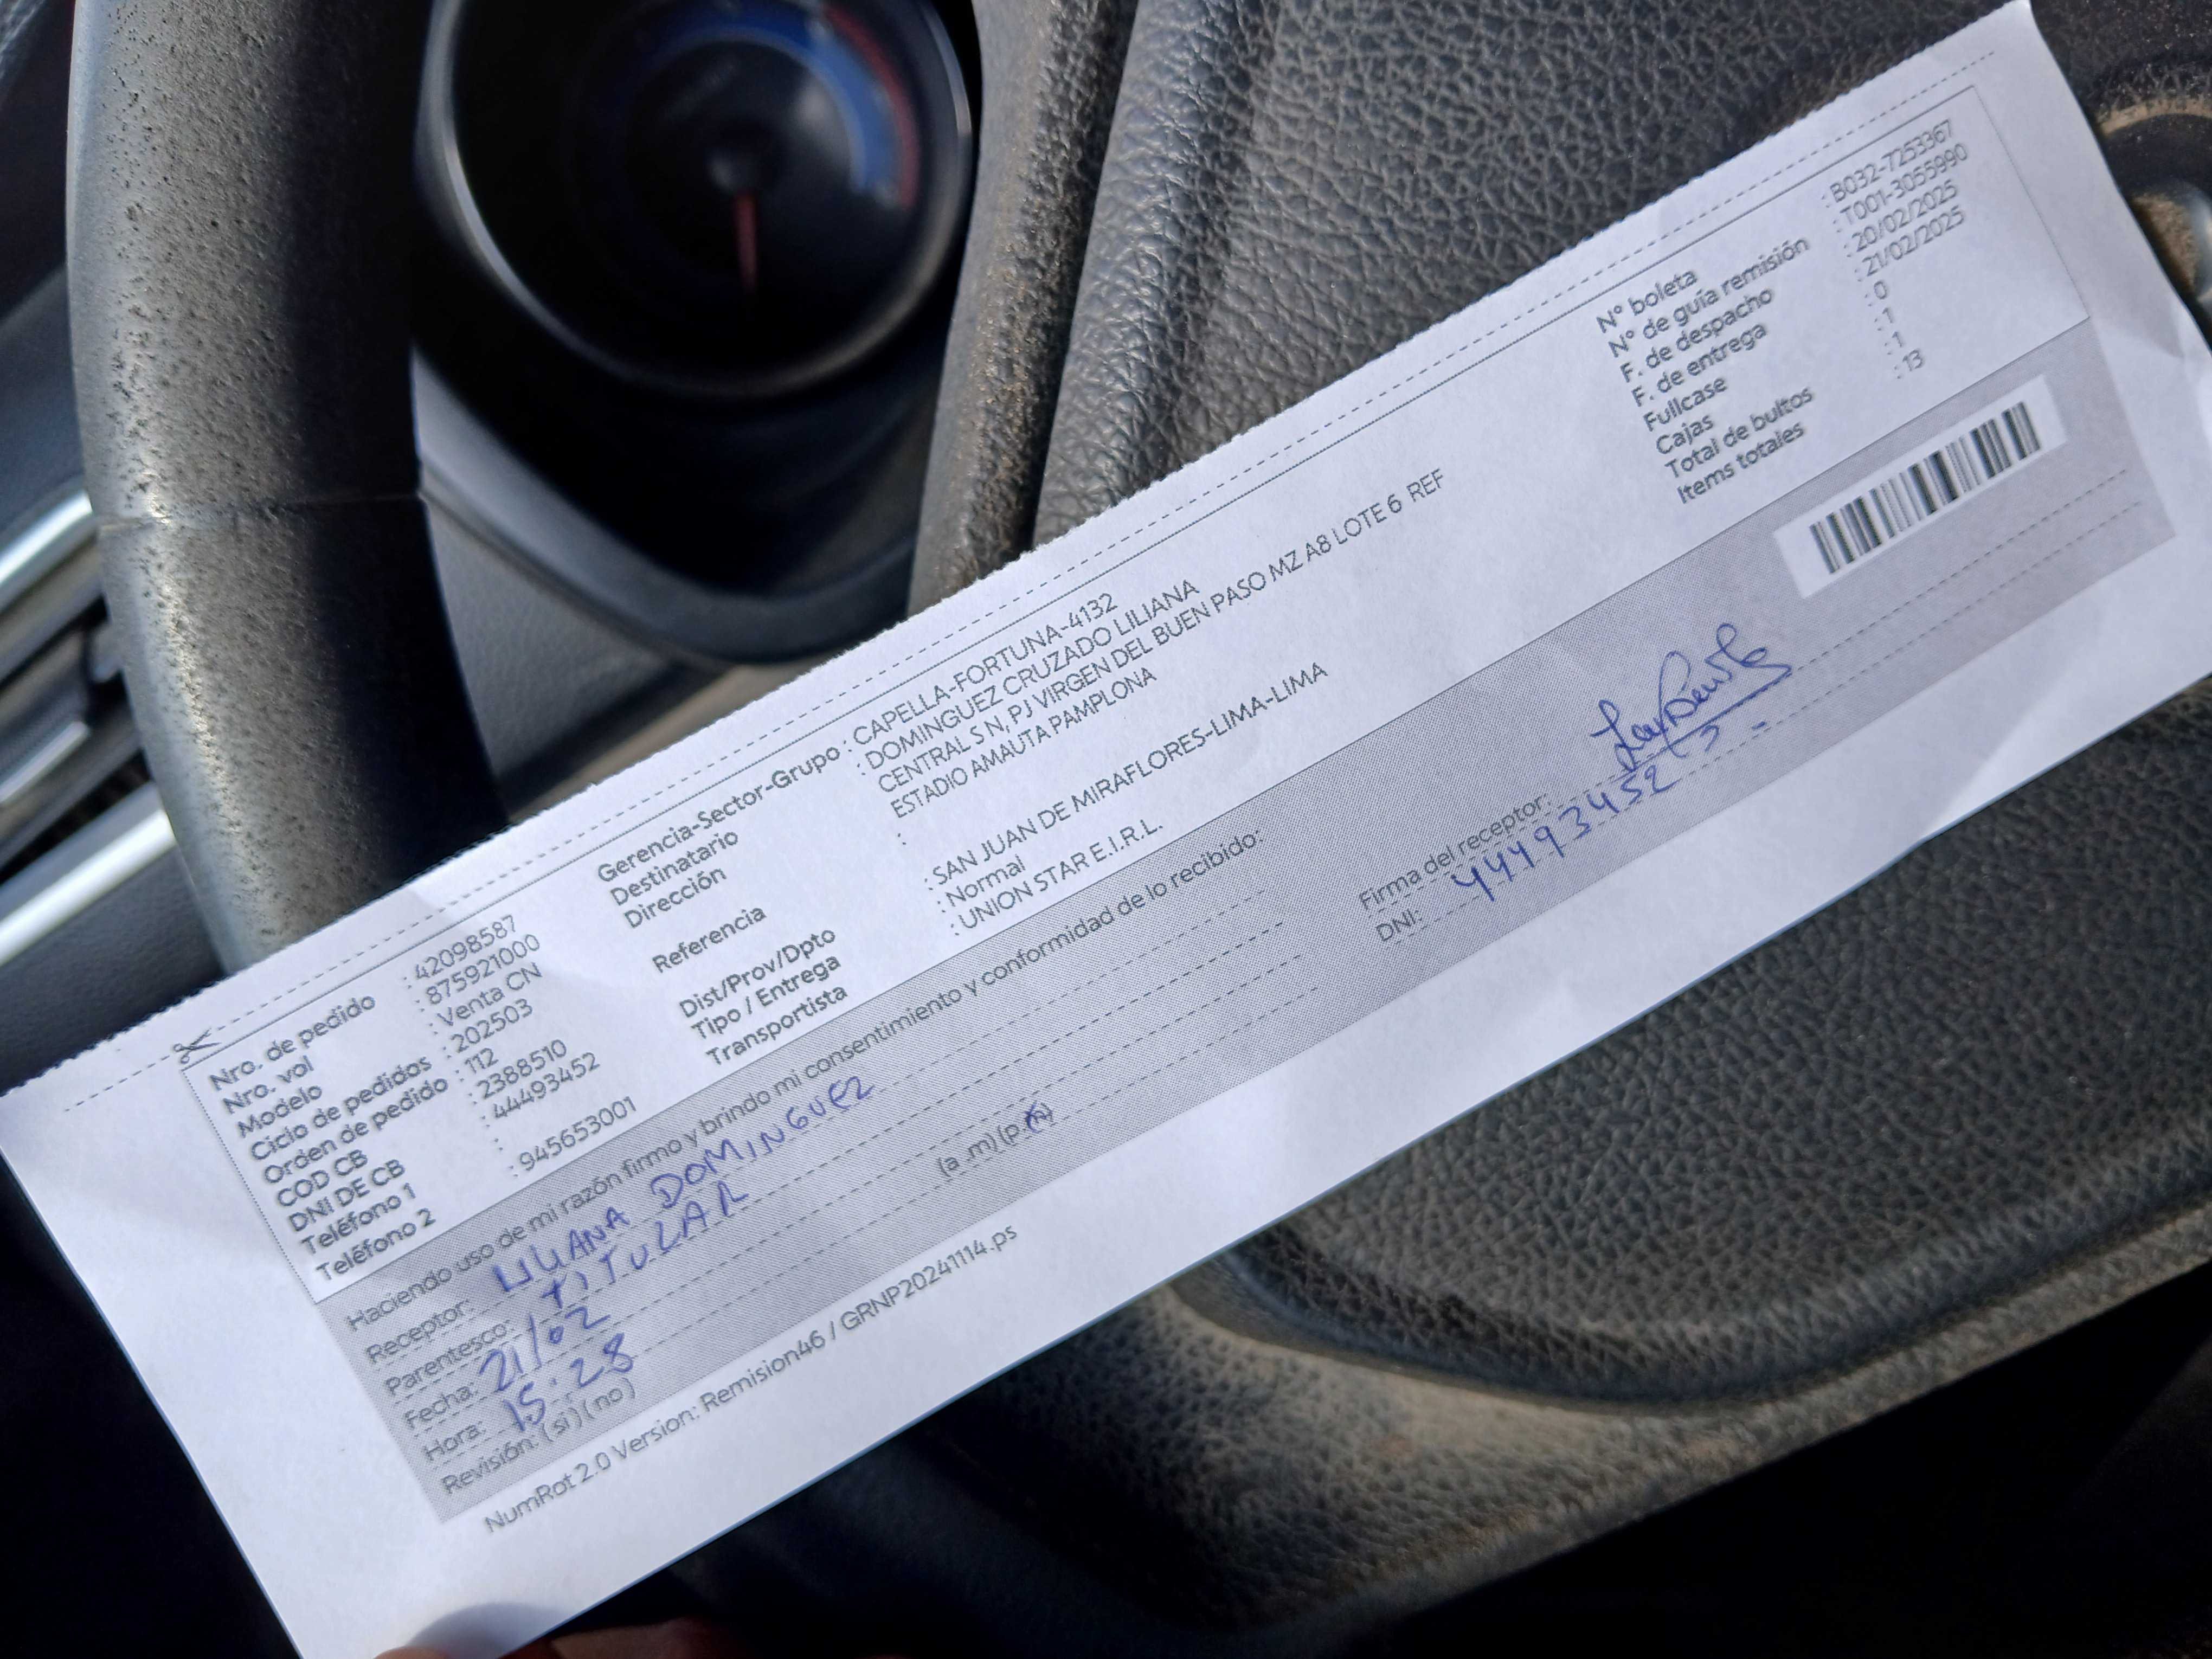 Nro. de pedido : 42098587
Nro. vol : 875921000
Modelo : Venta CN
Ciclo de pedidos : 202503
Orden de pedido : 112
COD CB : 2388510
DNI DE CB : 44493452
Teléfono 1 :
Teléfono 2 : 945653001
Gerencia-Sector-Grupo : CAPELLA-FORTUNA-4132
Destinatario : DOMINGUEZ CRUZADO LILIANA
Dirección : CENTRAL S N, PJ VIRGEN DEL BUEN PASO MZ A8 LOTE 6 REF
ESTADIO AMAUTA PAMPLONA
Referencia :
Dist/Prov/Dpto : SAN JUAN DE MIRAFLORES-LIMA-LIMA
Tipo / Entrega : Normal
Transportista : UNION STAR E.I.R.L.
N° boleta : B032-7253367
N° de guía remisión : T001-3055990
F. de despacho : 20/02/2025
F. de entrega : 21/02/2025
Fullcase : 0
Cajas : 1
Total de bultos : 1
Items totales : 13
Haciendo uso de mi razón firmo y brindo mi consentimiento y conformidad de lo recibido:
Receptor: LILIANA DOMINGUEZ
Parentesco: TITULAR
Fecha: 21/02
Hora: 15:28 (a .m) (p.m)
Revisión: (si) (no)
Firma del receptor:
DNI: 44493452
NumRot 2.0 Version: Remision46 / GRNP20241114.ps